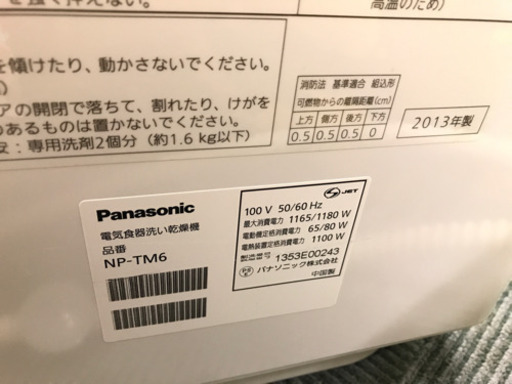 高温のため)
を傾けたり、動かさないでください。
アの開閉で落ちて、割れたり、けがを
のあるものは置かないでください。
安：専用洗剤2個分（約1.6 kg以下）
消防法 基準適合 組込形
可燃物からの離隔距離(cm)
上方 側方 後方 下方
0.5 0.5 0.5 0
2013年製
Panasonic
電気食器洗い乾燥機
品番
NP-TM6
JET
100 V 50/60 Hz
最大消費電力 1165/1180 W
電動機定格消費電力 65/80 W
電熱装置定格消費電力 1100 W
製造番号 1353E00243
パナソニック株式会社
中国製